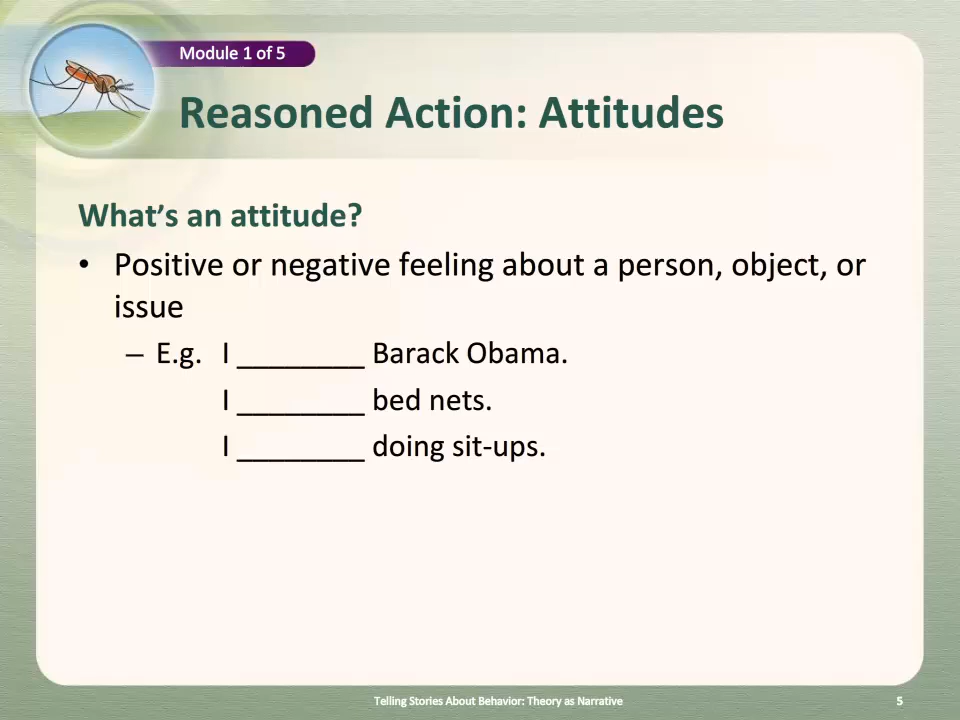 Module 1 of 5
Reasoned Action: Attitudes
What’s an attitude?
• Positive or negative feeling about a person, object, or
issue
– E.g. I ________ Barack Obama.
I ________ bed nets.
I ________ doing sit-ups.
Telling Stories About Behavior: Theory as Narrative 5